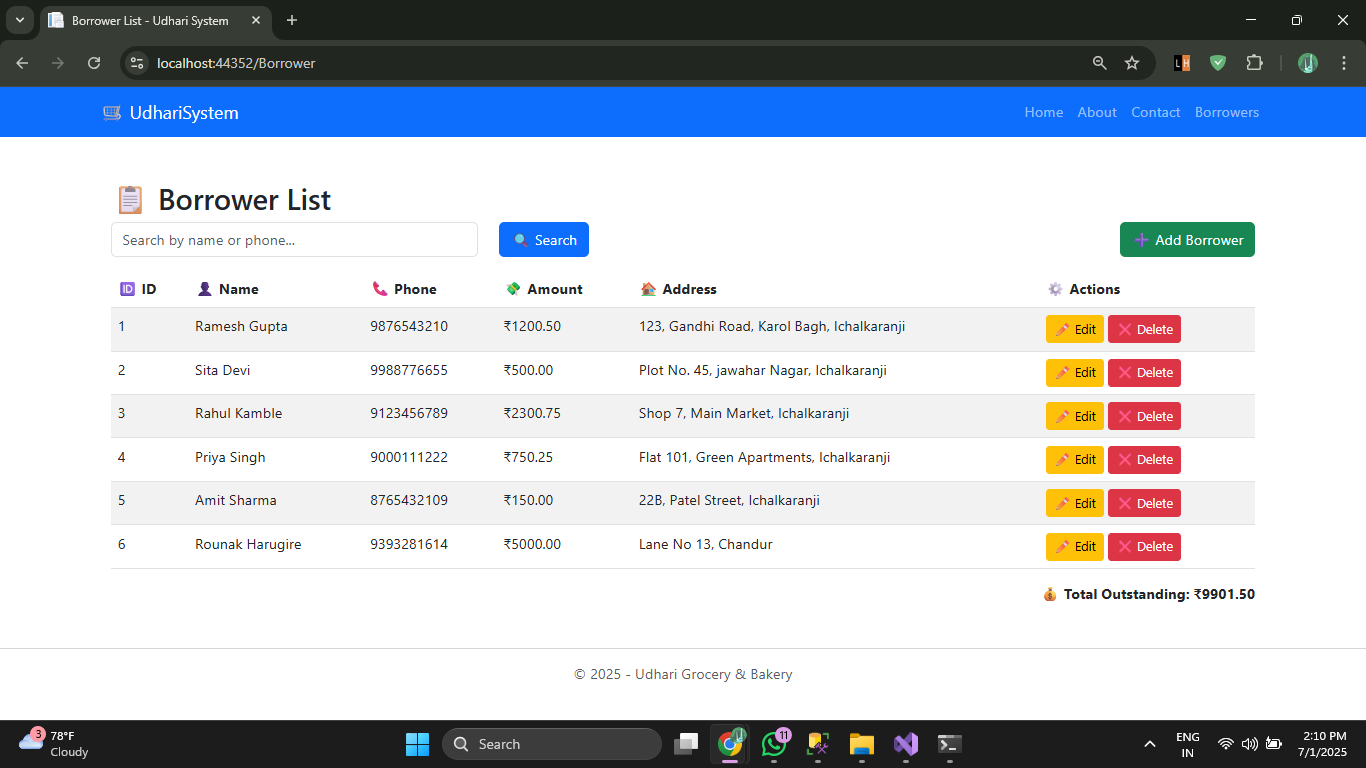 Borrower List - Udhari System
localhost:44352/Borrower
L H
UdhariSystem Home About Contact Borrowers
Borrower List
Search by name or phone... Search Add Borrower
ID ID Name Phone Amount Address Actions
1 Ramesh Gupta 9876543210 ₹1200.50 123, Gandhi Road, Karol Bagh, Ichalkaranji Edit Delete
2 Sita Devi 9988776655 ₹500.00 Plot No. 45, jawahar Nagar, Ichalkaranji Edit Delete
3 Rahul Kamble 9123456789 ₹2300.75 Shop 7, Main Market, Ichalkaranji Edit Delete
4 Priya Singh 9000111222 ₹750.25 Flat 101, Green Apartments, Ichalkaranji Edit Delete
5 Amit Sharma 8765432109 ₹150.00 22B, Patel Street, Ichalkaranji Edit Delete
6 Rounak Harugire 9393281614 ₹5000.00 Lane No 13, Chandur Edit Delete
Total Outstanding: ₹9901.50
© 2025 - Udhari Grocery & Bakery
3
78°F
Cloudy
Search
11
ENG
IN
2:10 PM
7/1/2025